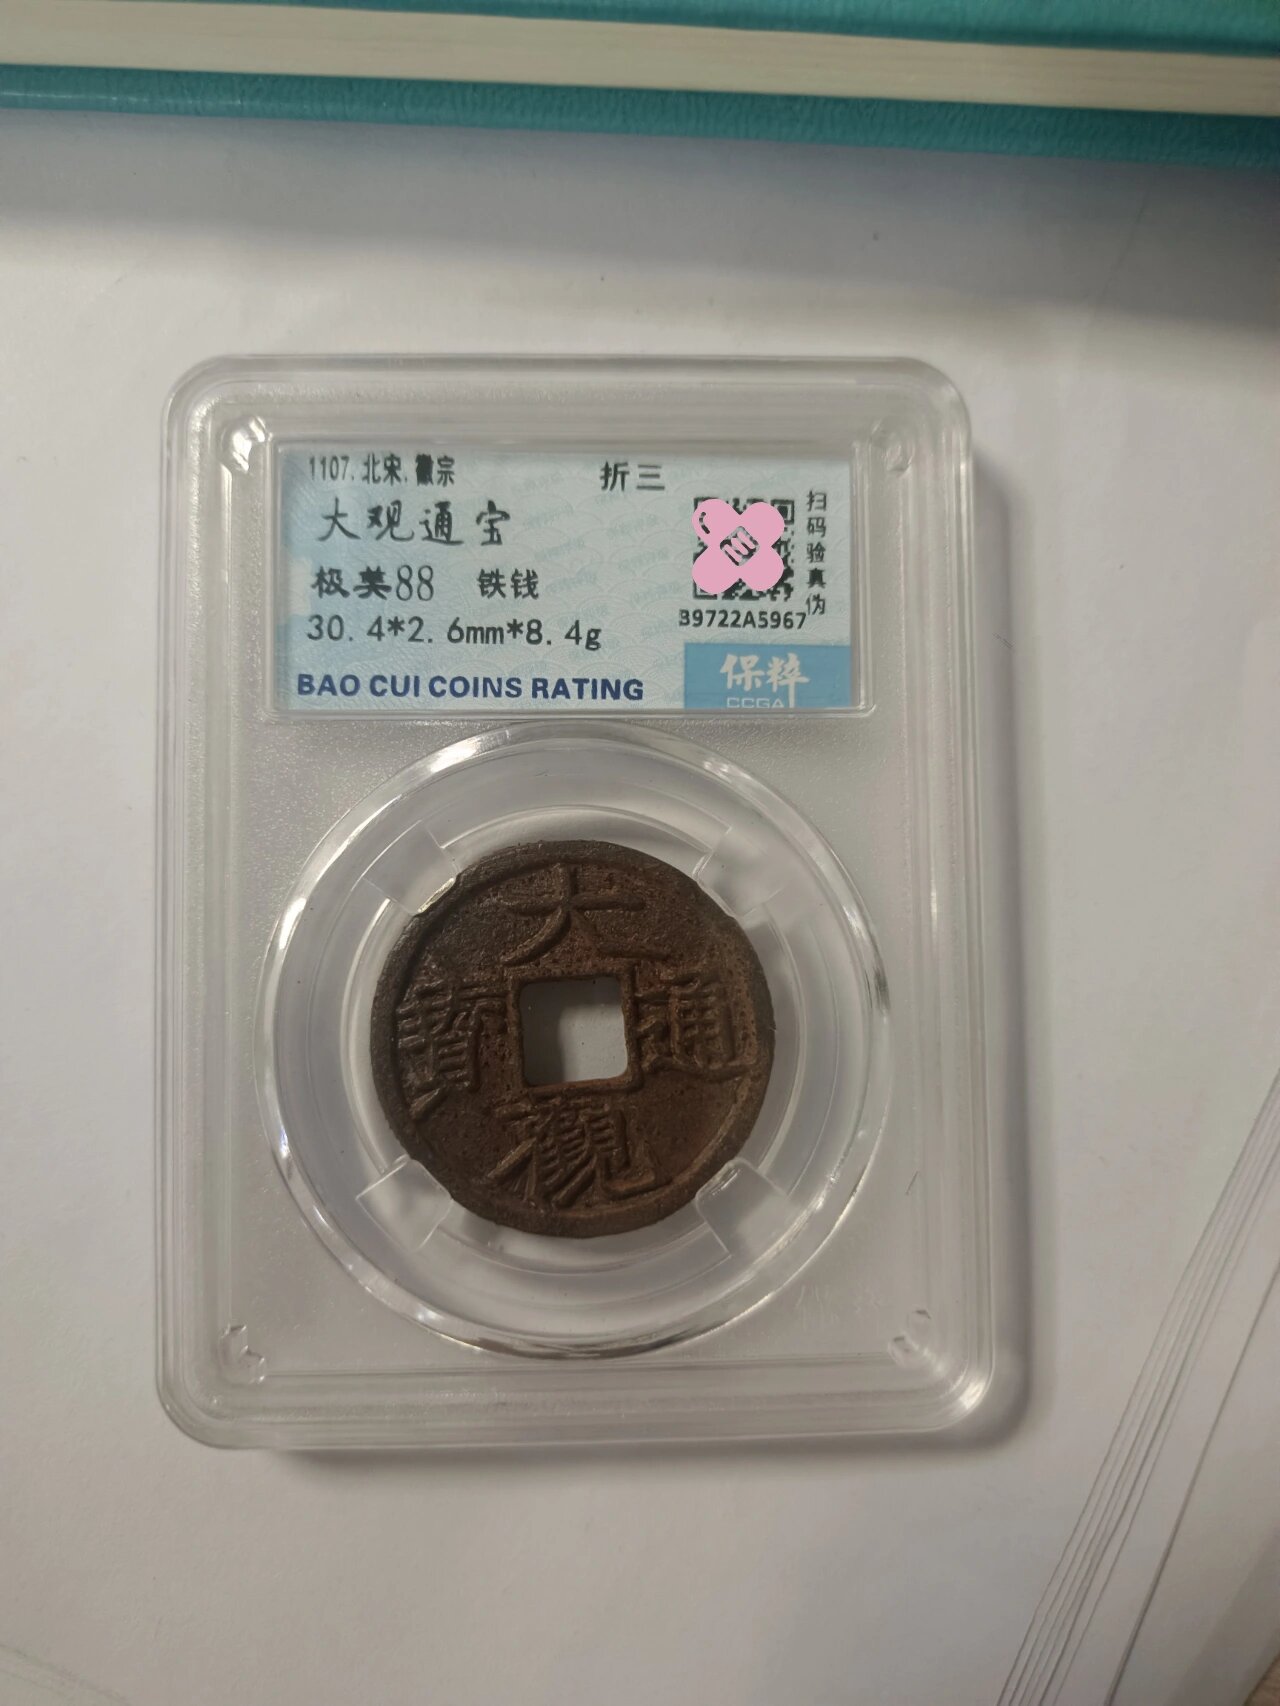 1107.北宋.徽宗 折三
大观通宝
极美88 铁钱
30.4*2.6mm*8.4g
BAO CUI COINS RATING
扫码验真伪
B9722A5967
保粹
CCGA
大
寶 通
觀